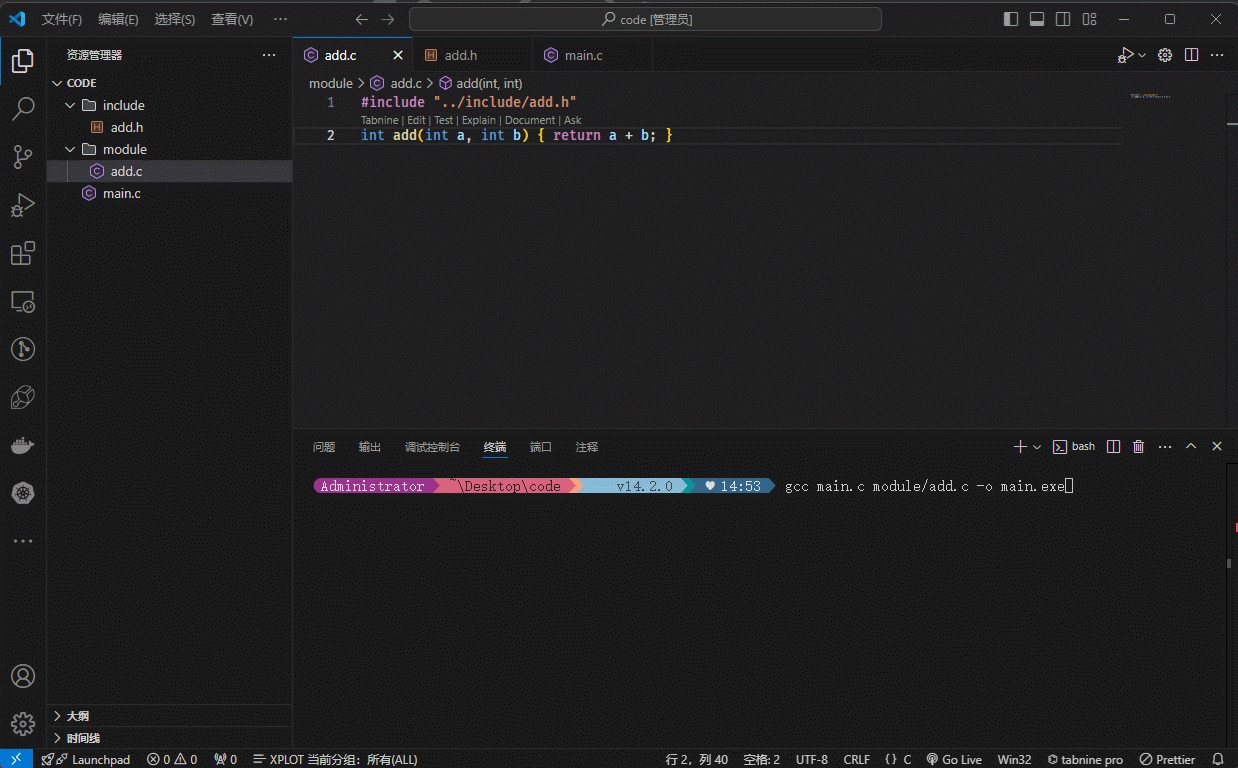 文件(F) 编辑(E) 选择(S) 查看(V) ··· code [管理员]
资源管理器 ···
CODE
include
add.h
module
add.c
main.c
大纲
时间线
add.c add.h main.c
module > add.c > add(int, int)
1 #include "../include/add.h"
Tabnine | Edit | Test | Explain | Document | Ask
2 int add(int a, int b) { return a + b; }
问题 输出 调试控制台 终端 端口 注释 bash
Administrator ~\Desktop\code v14.2.0 14:53 gcc main.c module/add.c -o main.exe
Launchpad 0 0 0 XPLOT 当前分组：所有(ALL) 行 2，列 40 空格: 2 UTF-8 CRLF {} C Go Live Win32 tabnine pro Prettier